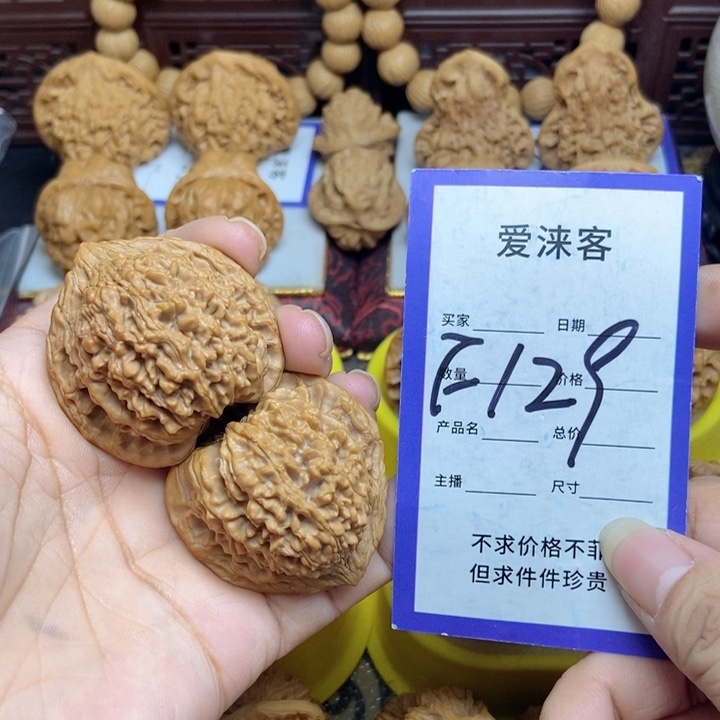 爱涞客
买家 日期
数量 价格
F-129
产品名 总价
主播 尺寸
不求价格不菲
但求件件珍贵